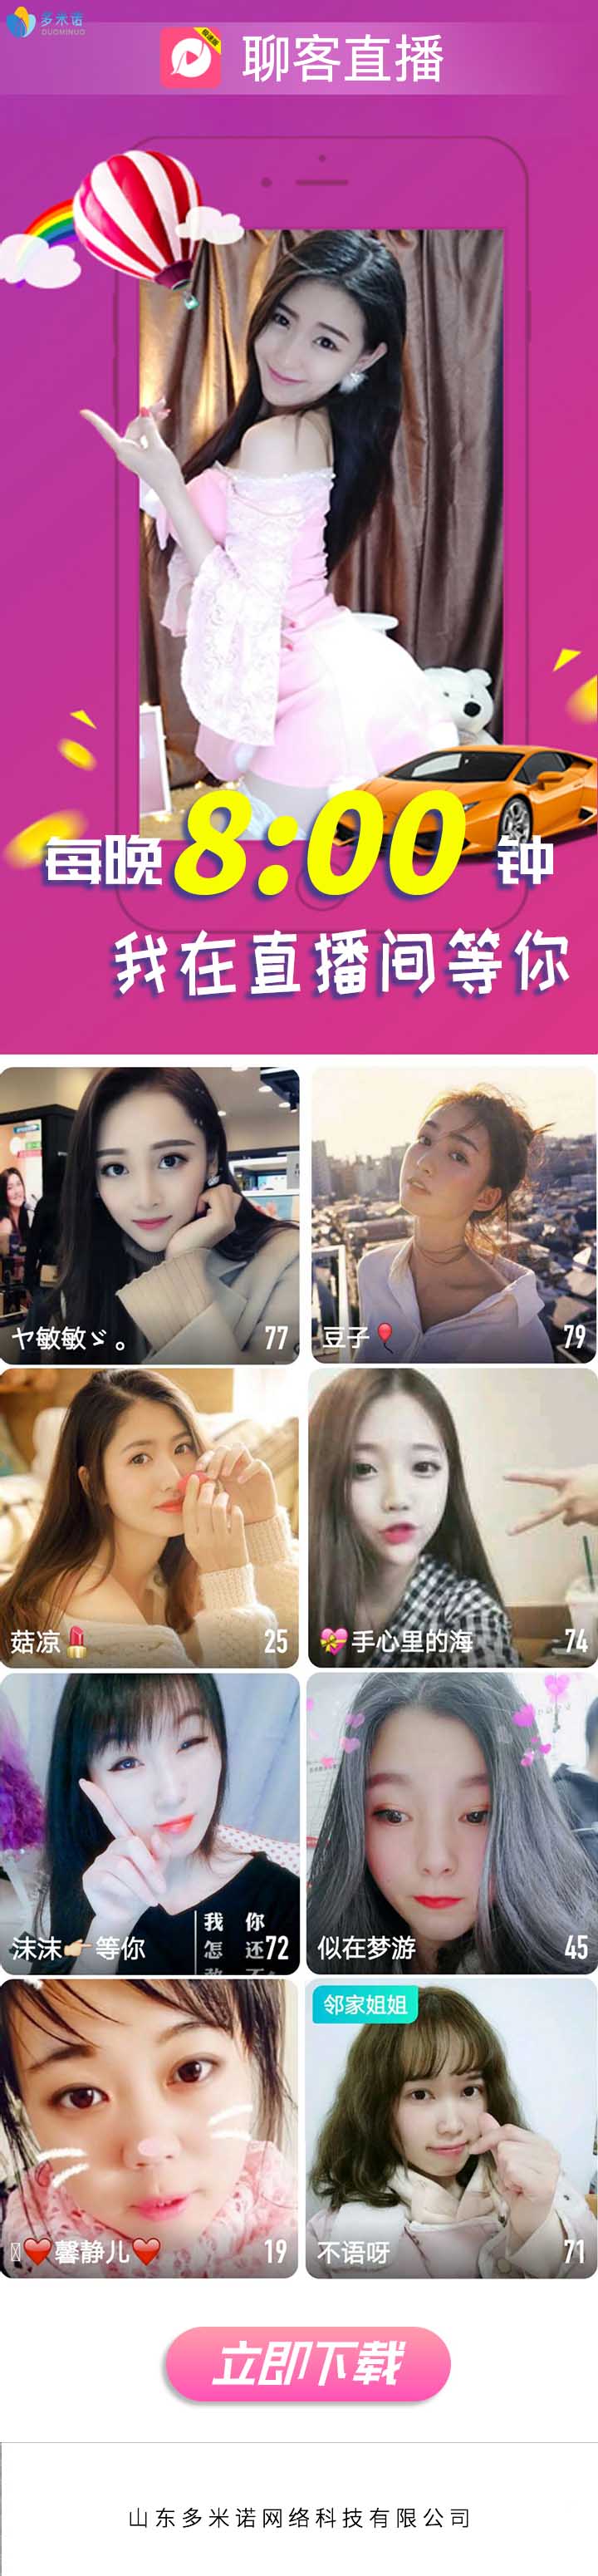 多米诺
DUOMINUO
极速版
聊客直播
每晚8:00钟
我在直播间等你
ヤ敏敏ゞ。 77
豆子🎈 79
菇凉💄 25
💝手心里的海 74
沫沫👉等你 72
我 你
怎 还
似在梦游 45
❤️馨静儿❤️ 19
邻家姐姐
不语呀 71
立即下载
山东多米诺网络科技有限公司